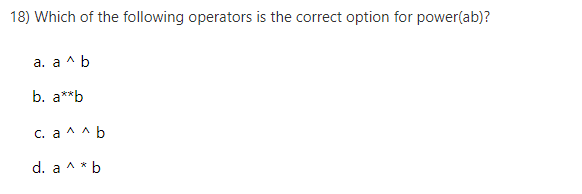 18) Which of the following operators is the correct option for power(ab)?
a. a ^ b
b. a**b
c. a ^ ^ b
d. a ^ * b